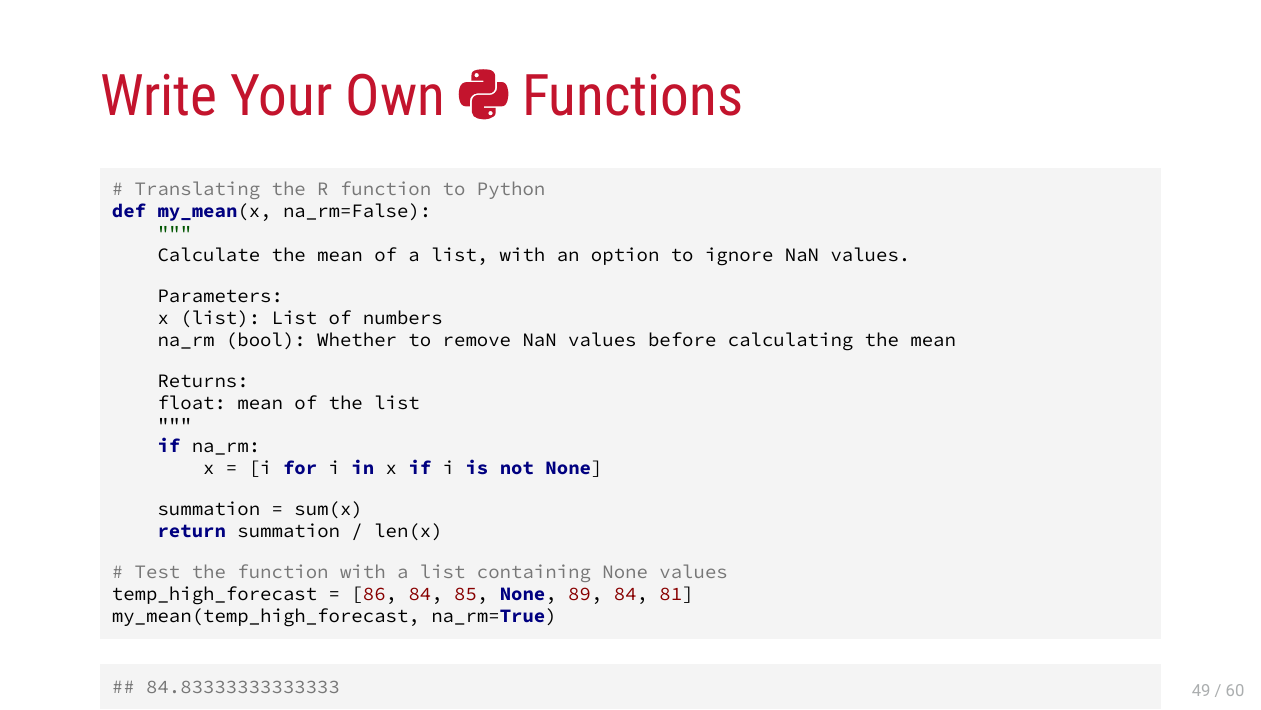 Write Your Own Functions
# Translating the R function to Python
def my_mean(x, na_rm=False):
    """
    Calculate the mean of a list, with an option to ignore NaN values.
    Parameters:
    x (list): List of numbers
    na_rm (bool): Whether to remove NaN values before calculating the mean
    Returns:
    float: mean of the list
    """
    if na_rm:
        x = [i for i in x if i is not None]
    summation = sum(x)
    return summation / len(x)
# Test the function with a list containing None values
temp_high_forecast = [86, 84, 85, None, 89, 84, 81]
my_mean(temp_high_forecast, na_rm=True)
## 84.83333333333333
49 / 60